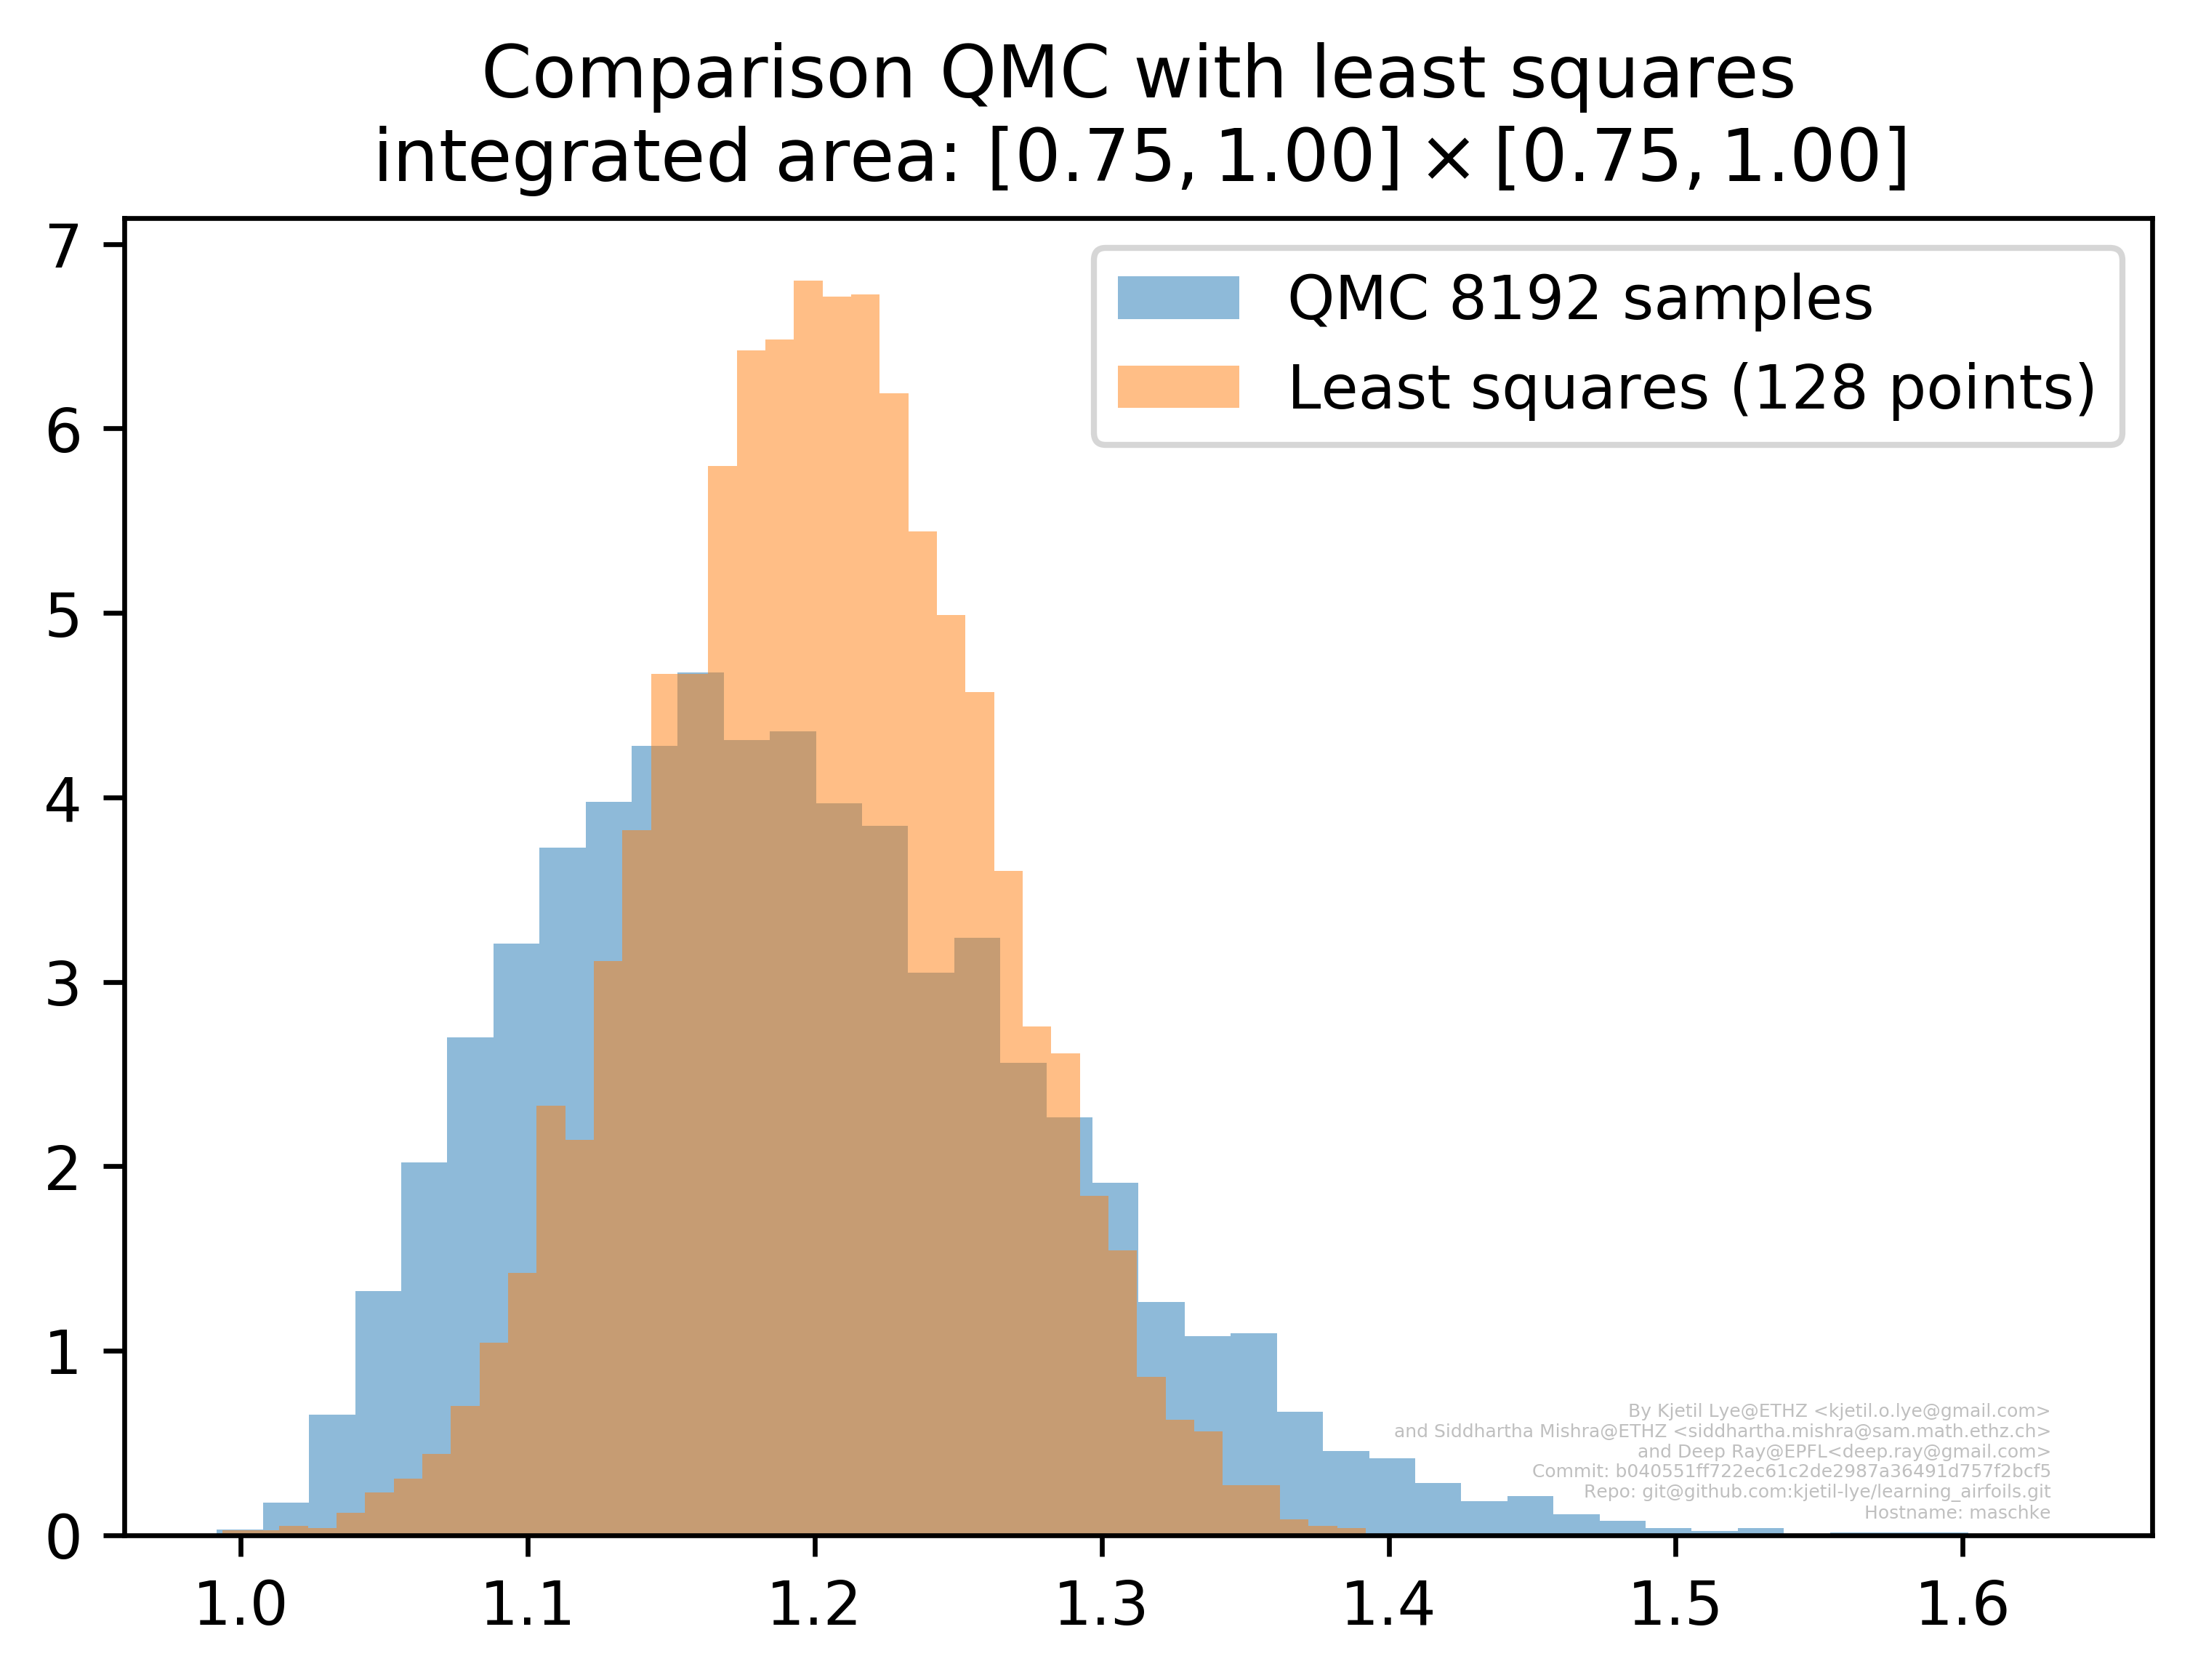 Comparison QMC with least squares
integrated area: [0.75, 1.00] × [0.75, 1.00]
7
6
5
4
3
2
1
0
QMC 8192 samples
Least squares (128 points)
By Kjetil Lye@ETHZ <kjetil.o.lye@gmail.com>
and Siddhartha Mishra@ETHZ <siddhartha.mishra@sam.math.ethz.ch>
and Deep Ray@EPFL<deep.ray@gmail.com>
Commit: b040551ff722ec61c2de2987a36491d757f2bcf5
Repo: git@github.com:kjetil-lye/learning_airfoils.git
Hostname: maschke
1.0 1.1 1.2 1.3 1.4 1.5 1.6